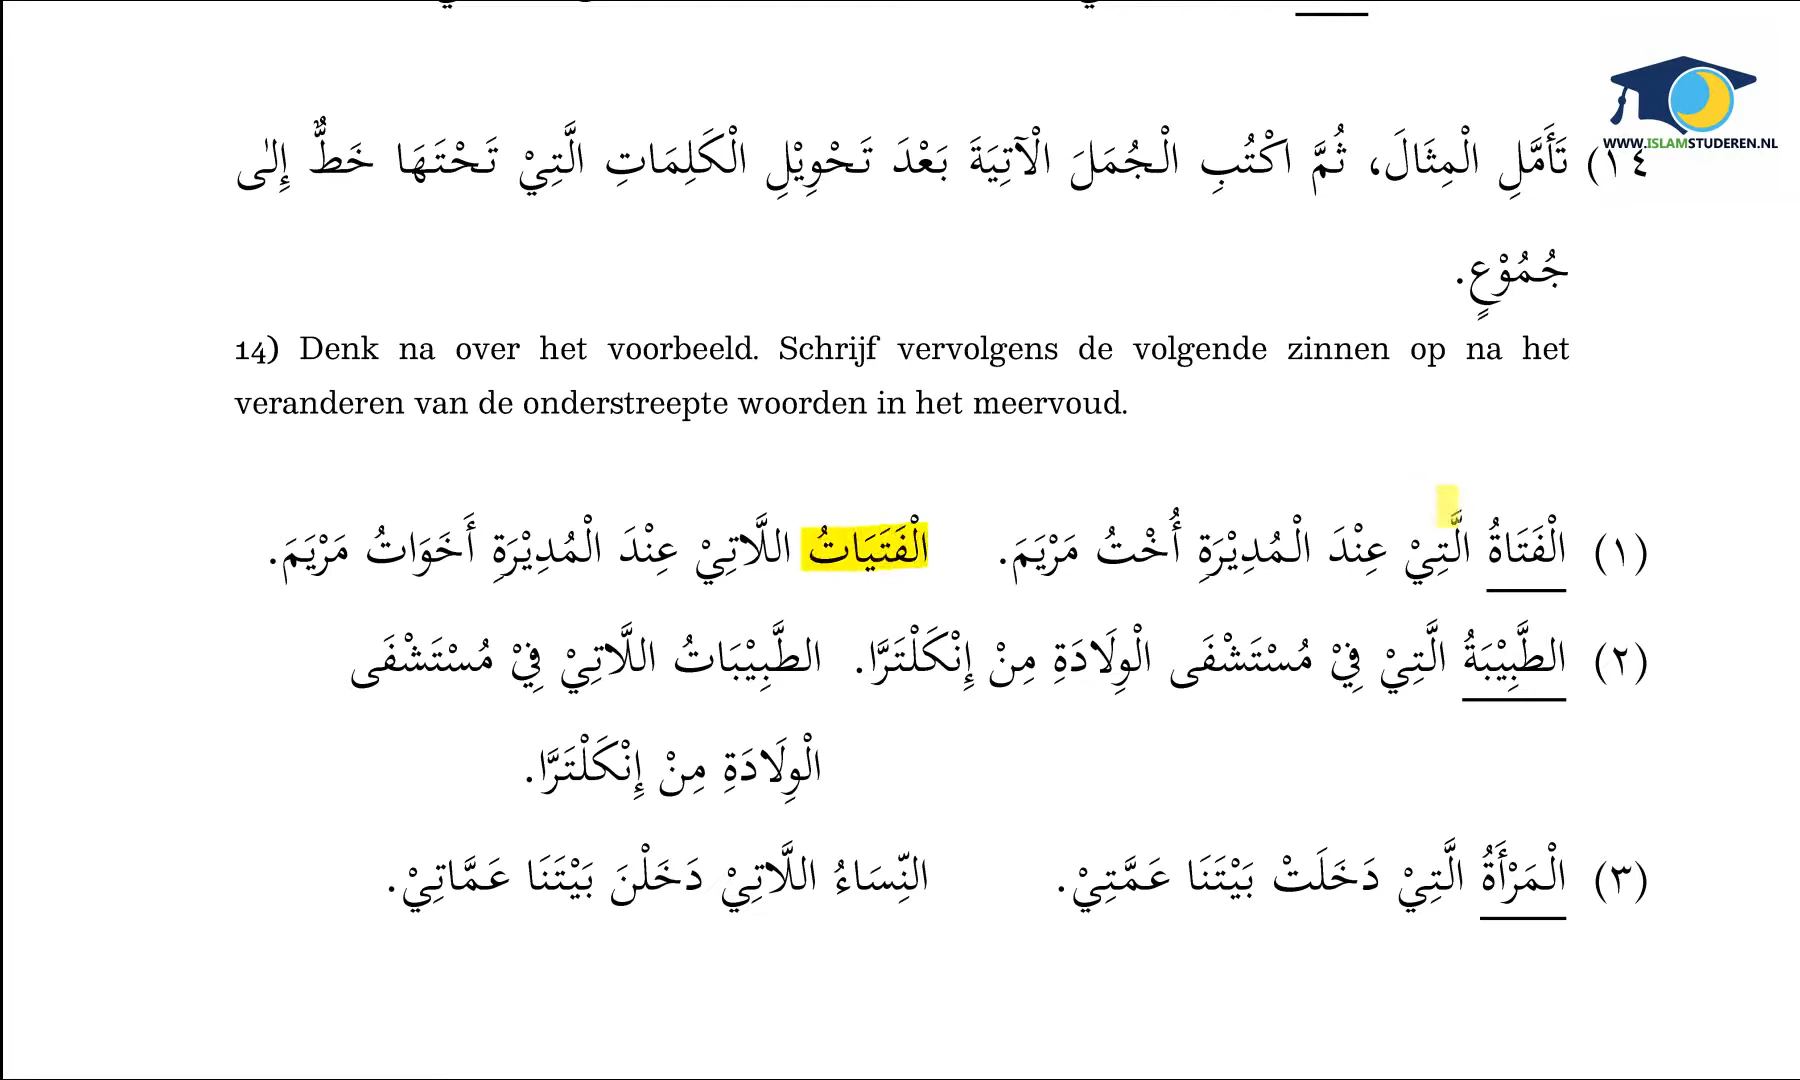 WWW.ISLAMSTUDEREN.NL
١٤) تَأَمَّلِ الْمِثَالَ، ثُمَّ اكْتُبِ الْجُمَلَ الْآتِيَةَ بَعْدَ تَحْوِيْلِ الْكَلِمَاتِ الَّتِيْ تَحْتَهَا خَطٌّ إِلىٰ
جُمُوْعٍ.
14) Denk na over het voorbeeld. Schrijf vervolgens de volgende zinnen op na het
veranderen van de onderstreepte woorden in het meervoud.
(١) الْفَتَاةُ الَّتِيْ عِنْدَ الْمُدِيْرَةِ أُخْتُ مَرْيَمَ. الْفَتَيَاتُ اللَّاتِيْ عِنْدَ الْمُدِيْرَةِ أَخَوَاتُ مَرْيَمَ.
(٢) الطَّبِيْبَةُ الَّتِيْ فِيْ مُسْتَشْفَى الْوِلَادَةِ مِنْ إِنْكَلْتَرَّا. الطَّبِيْبَاتُ اللَّاتِيْ فِيْ مُسْتَشْفَى
الْوِلَادَةِ مِنْ إِنْكَلْتَرَّا.
(٣) الْمَرْأَةُ الَّتِيْ دَخَلَتْ بَيْتَنَا عَمَّتِيْ. النِّسَاءُ اللَّاتِيْ دَخَلْنَ بَيْتَنَا عَمَّاتِيْ.